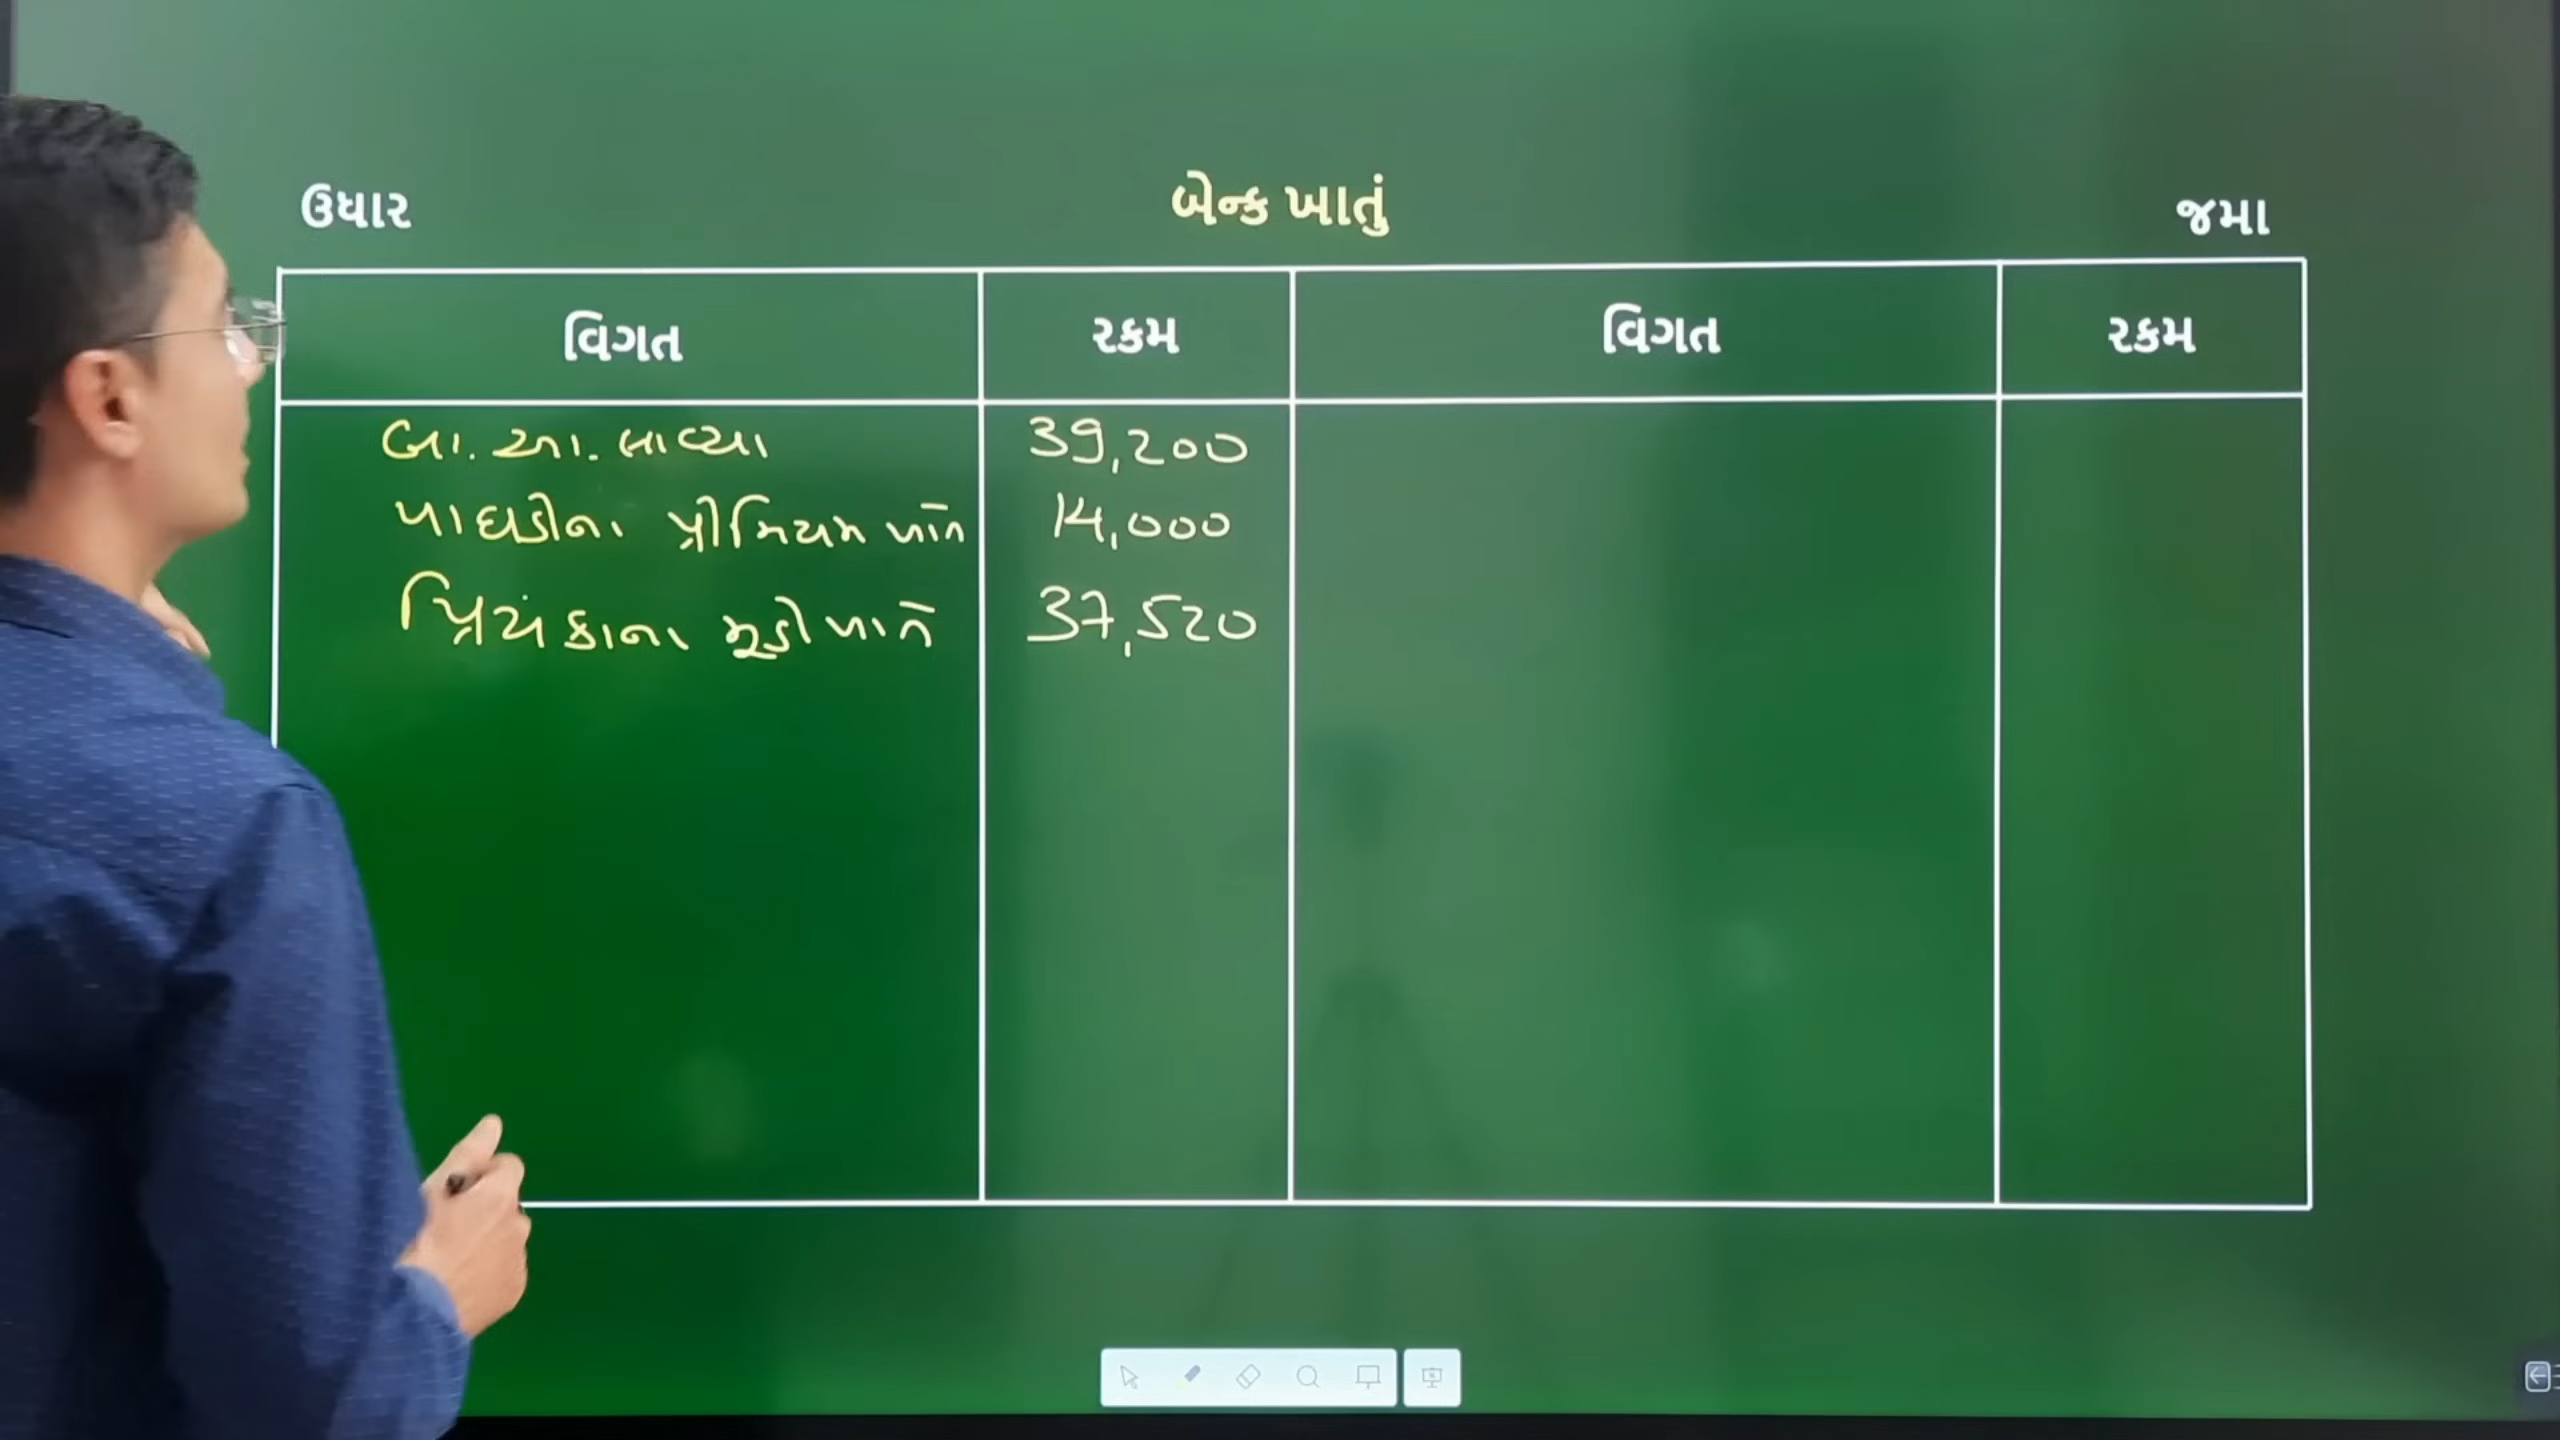 ઉધાર બેન્ક ખાતું જમા
વિગત રકમ વિગત રકમ
બા. આ. લાવ્યા 39,200
પાઘડીના પ્રીમિયમ ખાતે 14,000
પ્રિયંકાના મૂડી ખાતે 37,520